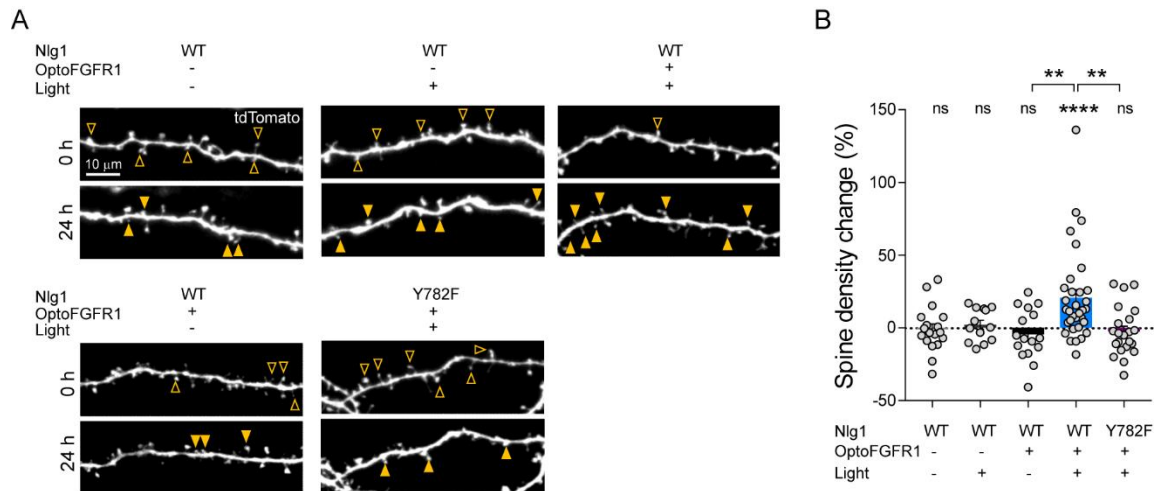 A
Nlg1 WT WT WT
OptoFGFR1 - - +
Light - + +
tdTomato
0 h
10 μm
24 h
Nlg1 WT Y782F
OptoFGFR1 + +
Light - +
0 h
24 h
B
** **
ns ns ns **** ns
Spine density change (%)
150
100
50
0
-50
Nlg1 WT WT WT WT Y782F
OptoFGFR1 - - + + +
Light - + - + +